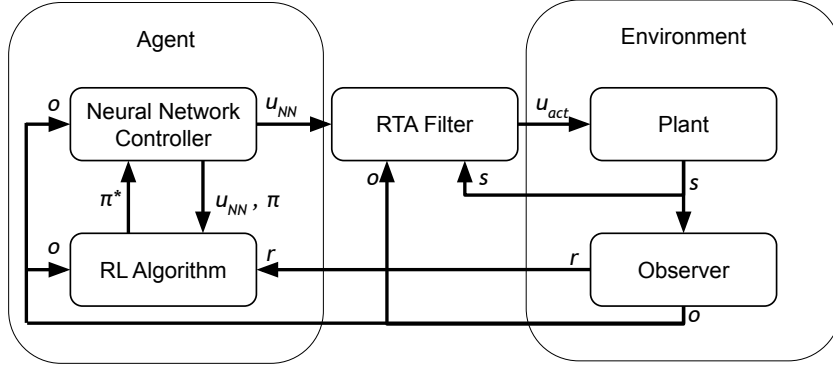 Agent
Environment
o
Neural Network
Controller
u_NN
RTA Filter
u_act
Plant
o
s
s
π*
u_NN , π
o
RL Algorithm
r
r
Observer
o